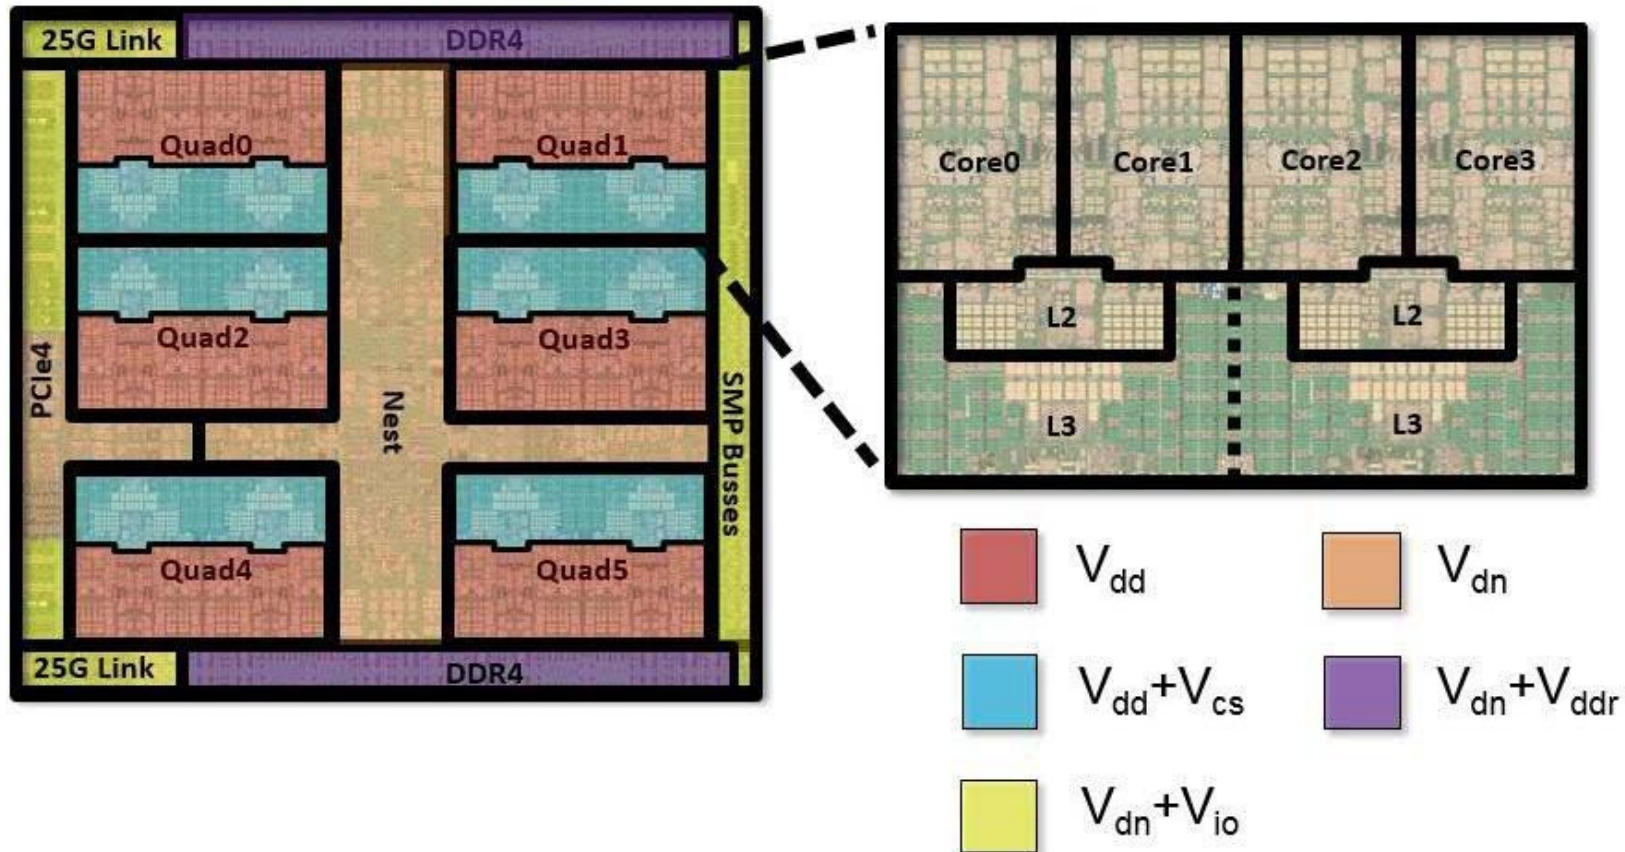 25G Link
DDR4
Quad0
Quad1
Quad2
Quad3
PCIe4
Nest
SMP Busses
Quad4
Quad5
25G Link
DDR4
Core0
Core1
Core2
Core3
L2
L2
L3
L3
Vdd
Vdn
Vdd+Vcs
Vdn+Vddr
Vdn+Vio